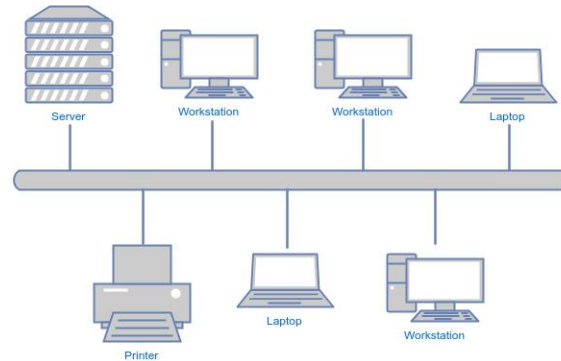 Server
Workstation
Workstation
Laptop
Printer
Laptop
Workstation